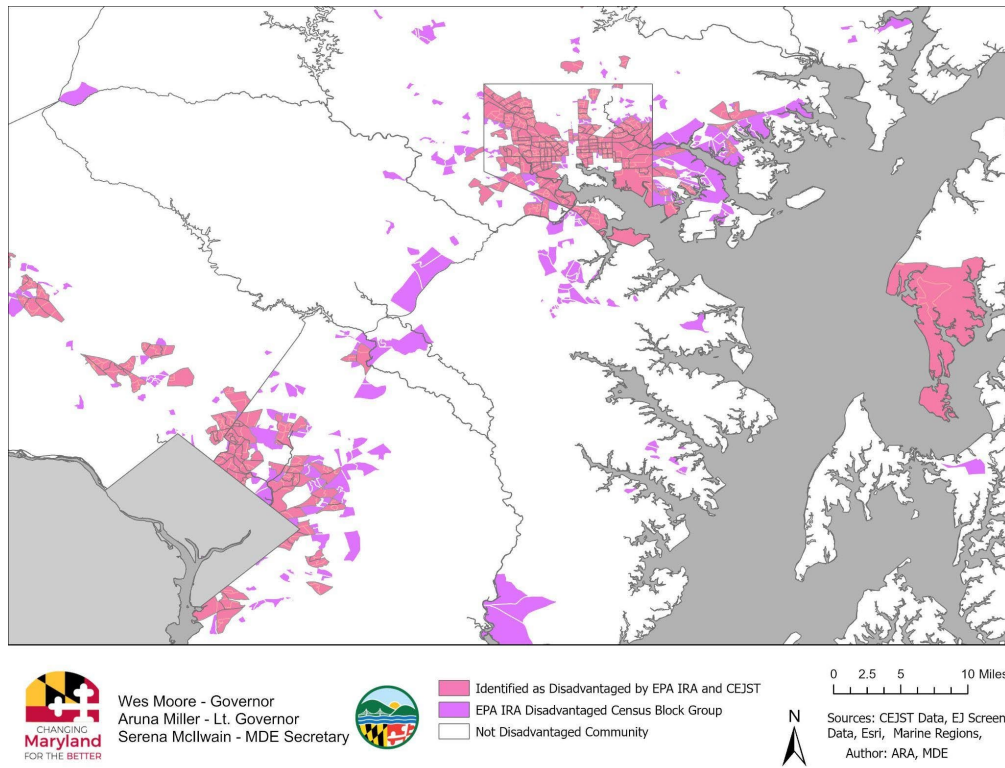 CHANGING
Maryland
FOR THE BETTER
Wes Moore - Governor
Aruna Miller - Lt. Governor
Serena McIlwain - MDE Secretary
Identified as Disadvantaged by EPA IRA and CEJST
EPA IRA Disadvantaged Census Block Group
Not Disadvantaged Community
0 2.5 5 10 Miles
N
Sources: CEJST Data, EJ Screen
Data, Esri, Marine Regions,
Author: ARA, MDE